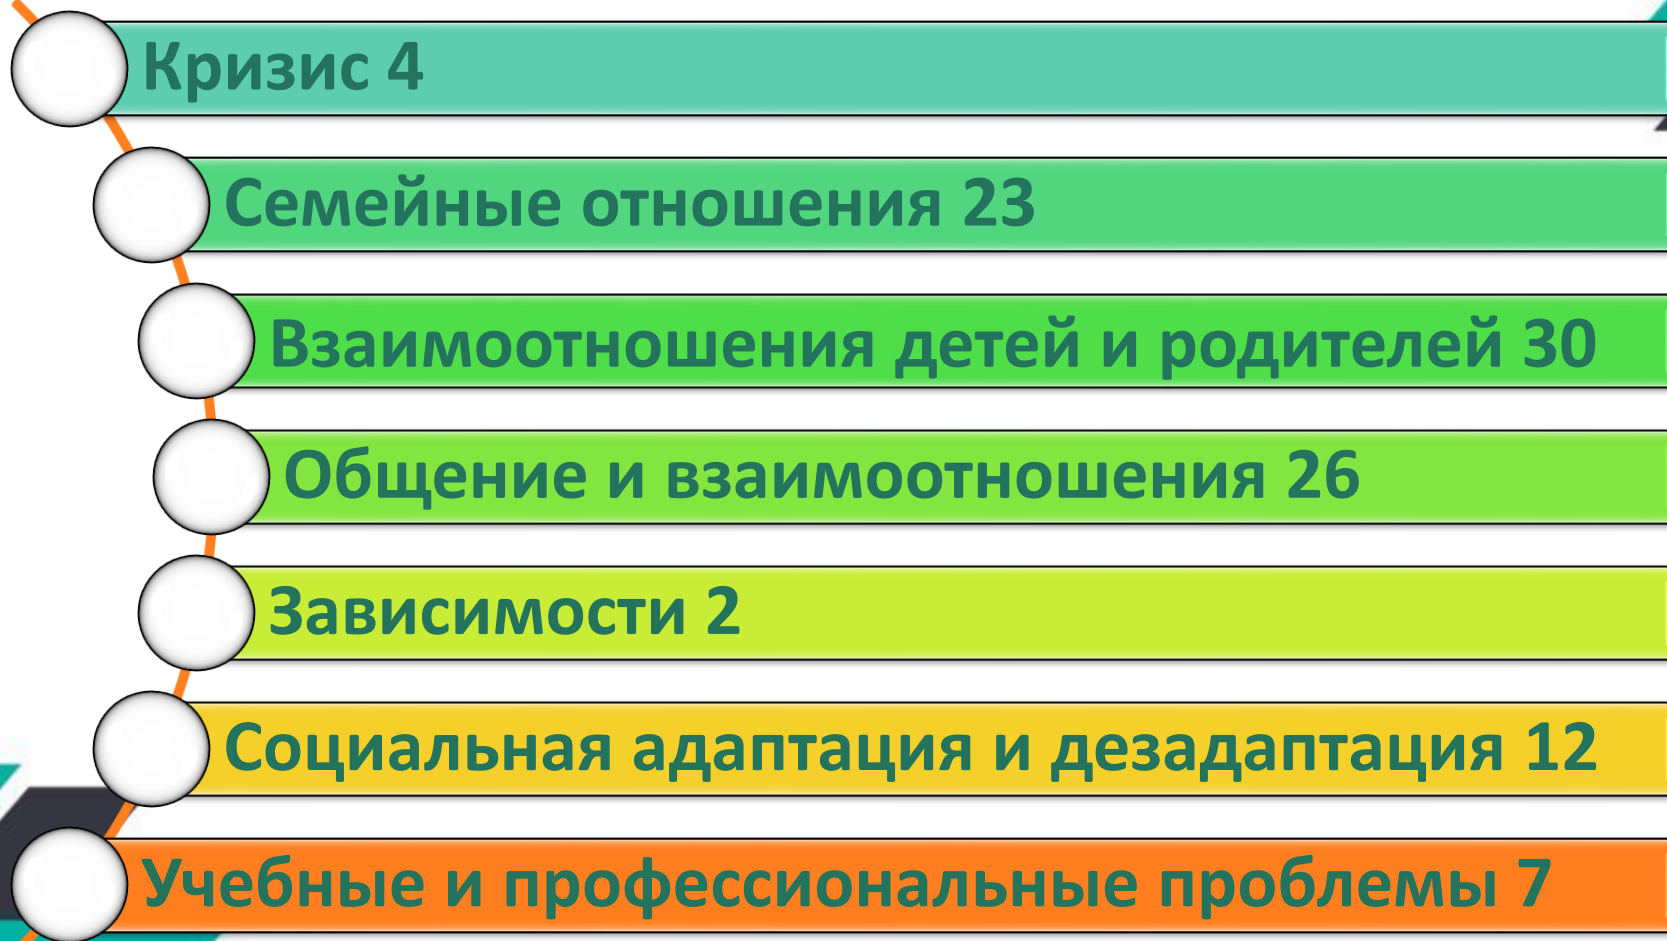 Кризис 4
Семейные отношения 23
Взаимоотношения детей и родителей 30
Общение и взаимоотношения 26
Зависимости 2
Социальная адаптация и дезадаптация 12
Учебные и профессиональные проблемы 7